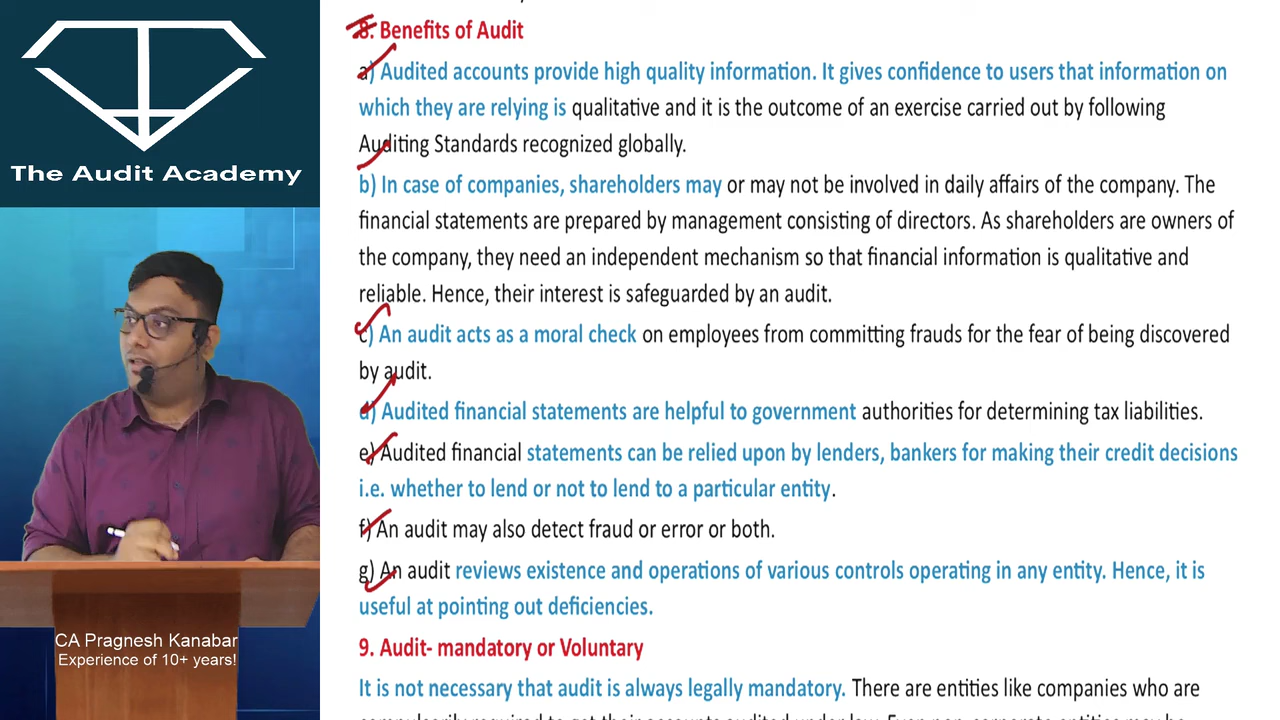 The Audit Academy
8. Benefits of Audit
a) Audited accounts provide high quality information. It gives confidence to users that information on
which they are relying is qualitative and it is the outcome of an exercise carried out by following
Auditing Standards recognized globally.
b) In case of companies, shareholders may or may not be involved in daily affairs of the company. The
financial statements are prepared by management consisting of directors. As shareholders are owners of
the company, they need an independent mechanism so that financial information is qualitative and
reliable. Hence, their interest is safeguarded by an audit.
c) An audit acts as a moral check on employees from committing frauds for the fear of being discovered
by audit.
d) Audited financial statements are helpful to government authorities for determining tax liabilities.
e) Audited financial statements can be relied upon by lenders, bankers for making their credit decisions
i.e. whether to lend or not to lend to a particular entity.
f) An audit may also detect fraud or error or both.
g) An audit reviews existence and operations of various controls operating in any entity. Hence, it is
useful at pointing out deficiencies.
9. Audit- mandatory or Voluntary
It is not necessary that audit is always legally mandatory. There are entities like companies who are
CA Pragnesh Kanabar
Experience of 10+ years!